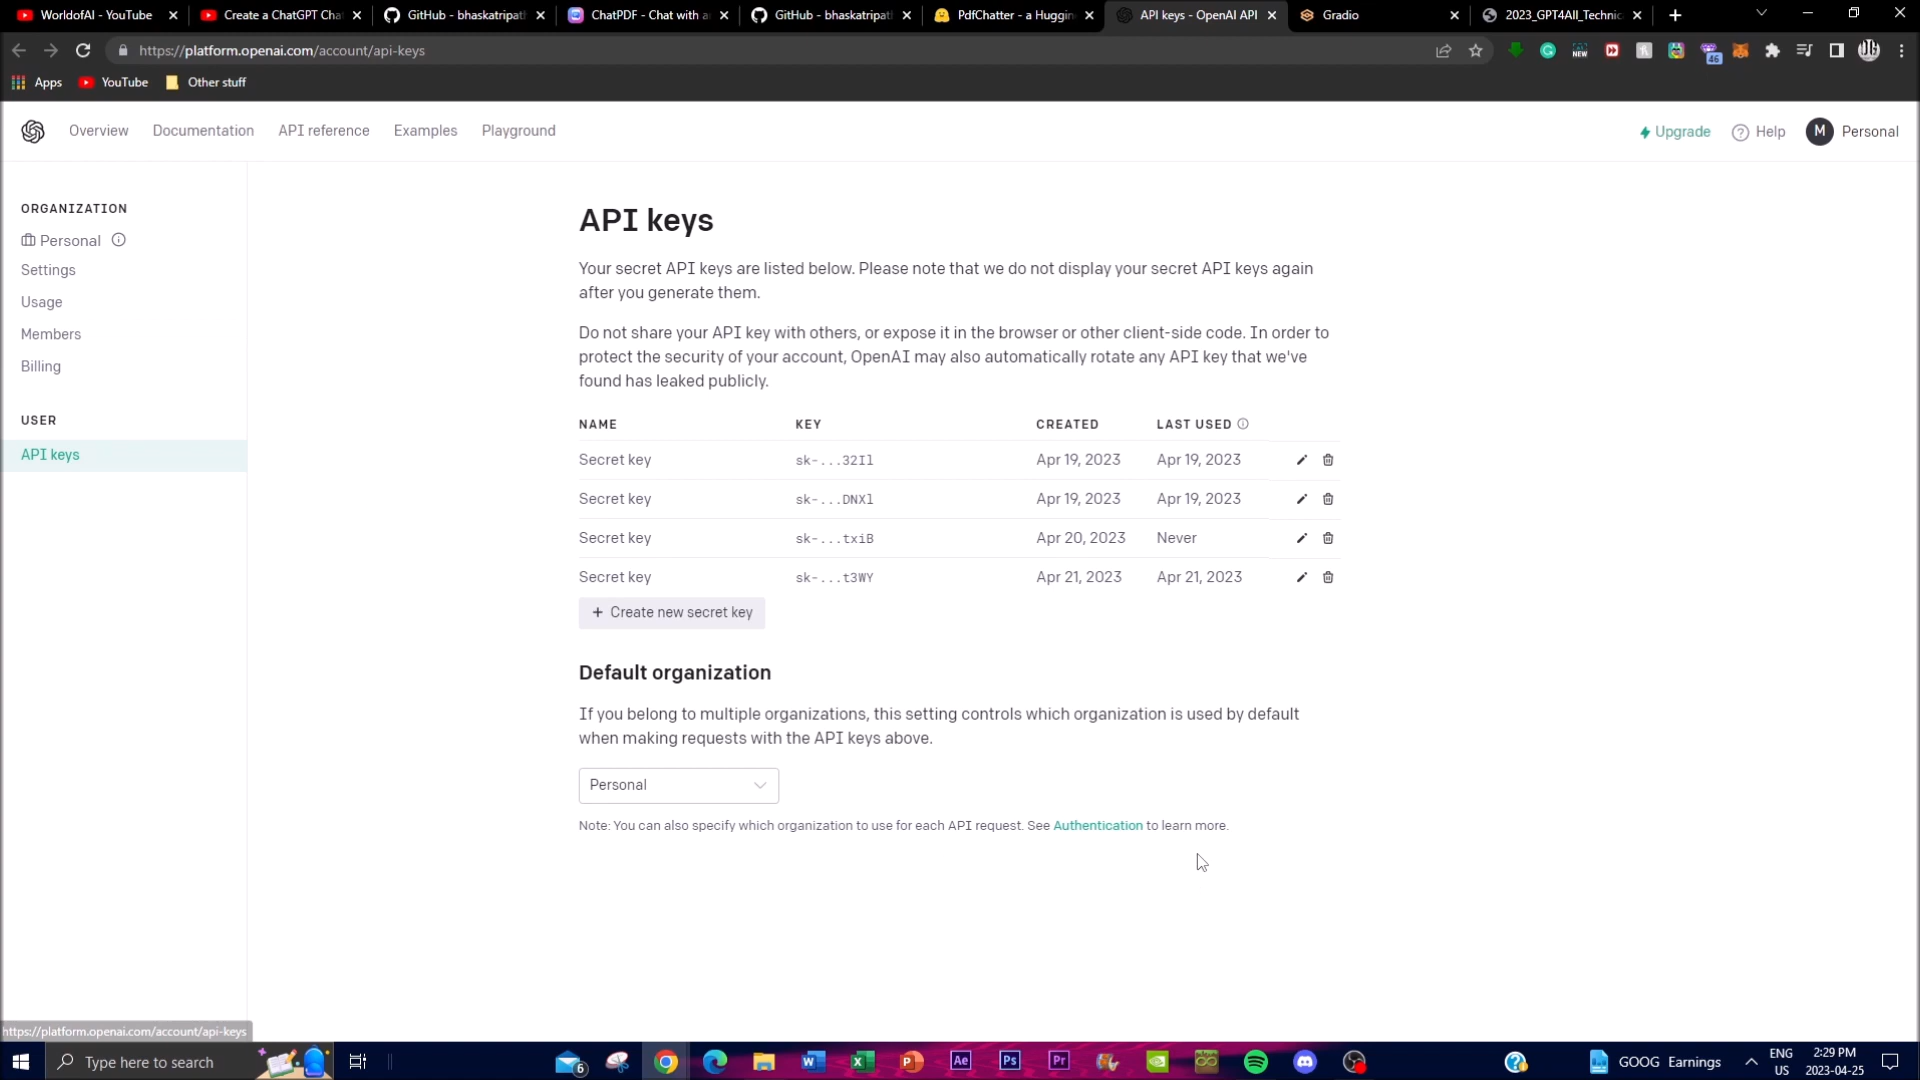 WorldofAI - YouTube
Create a ChatGPT Cha
GitHub - bhaskatripath
ChatPDF - Chat with a
GitHub - bhaskatripath
PdfChatter - a Huggin
API keys - OpenAI API
Gradio
2023_GPT4All_Technic
https://platform.openai.com/account/api-keys
NEW
46
Apps
YouTube
Other stuff
Overview
Documentation
API reference
Examples
Playground
Upgrade
Help
M
Personal
ORGANIZATION
Personal
Settings
Usage
Members
Billing
USER
API keys
API keys
Your secret API keys are listed below. Please note that we do not display your secret API keys again
after you generate them.
Do not share your API key with others, or expose it in the browser or other client-side code. In order to
protect the security of your account, OpenAI may also automatically rotate any API key that we've
found has leaked publicly.
NAME KEY CREATED LAST USED
Secret key sk-...32Il Apr 19, 2023 Apr 19, 2023
Secret key sk-...DNXl Apr 19, 2023 Apr 19, 2023
Secret key sk-...txiB Apr 20, 2023 Never
Secret key sk-...t3WY Apr 21, 2023 Apr 21, 2023
+ Create new secret key
Default organization
If you belong to multiple organizations, this setting controls which organization is used by default
when making requests with the API keys above.
Personal
Note: You can also specify which organization to use for each API request. See Authentication to learn more.
https://platform.openai.com/account/api-keys
Type here to search
6
Ae
Ps
Pr
GOOG Earnings
ENG
US
2:29 PM
2023-04-25